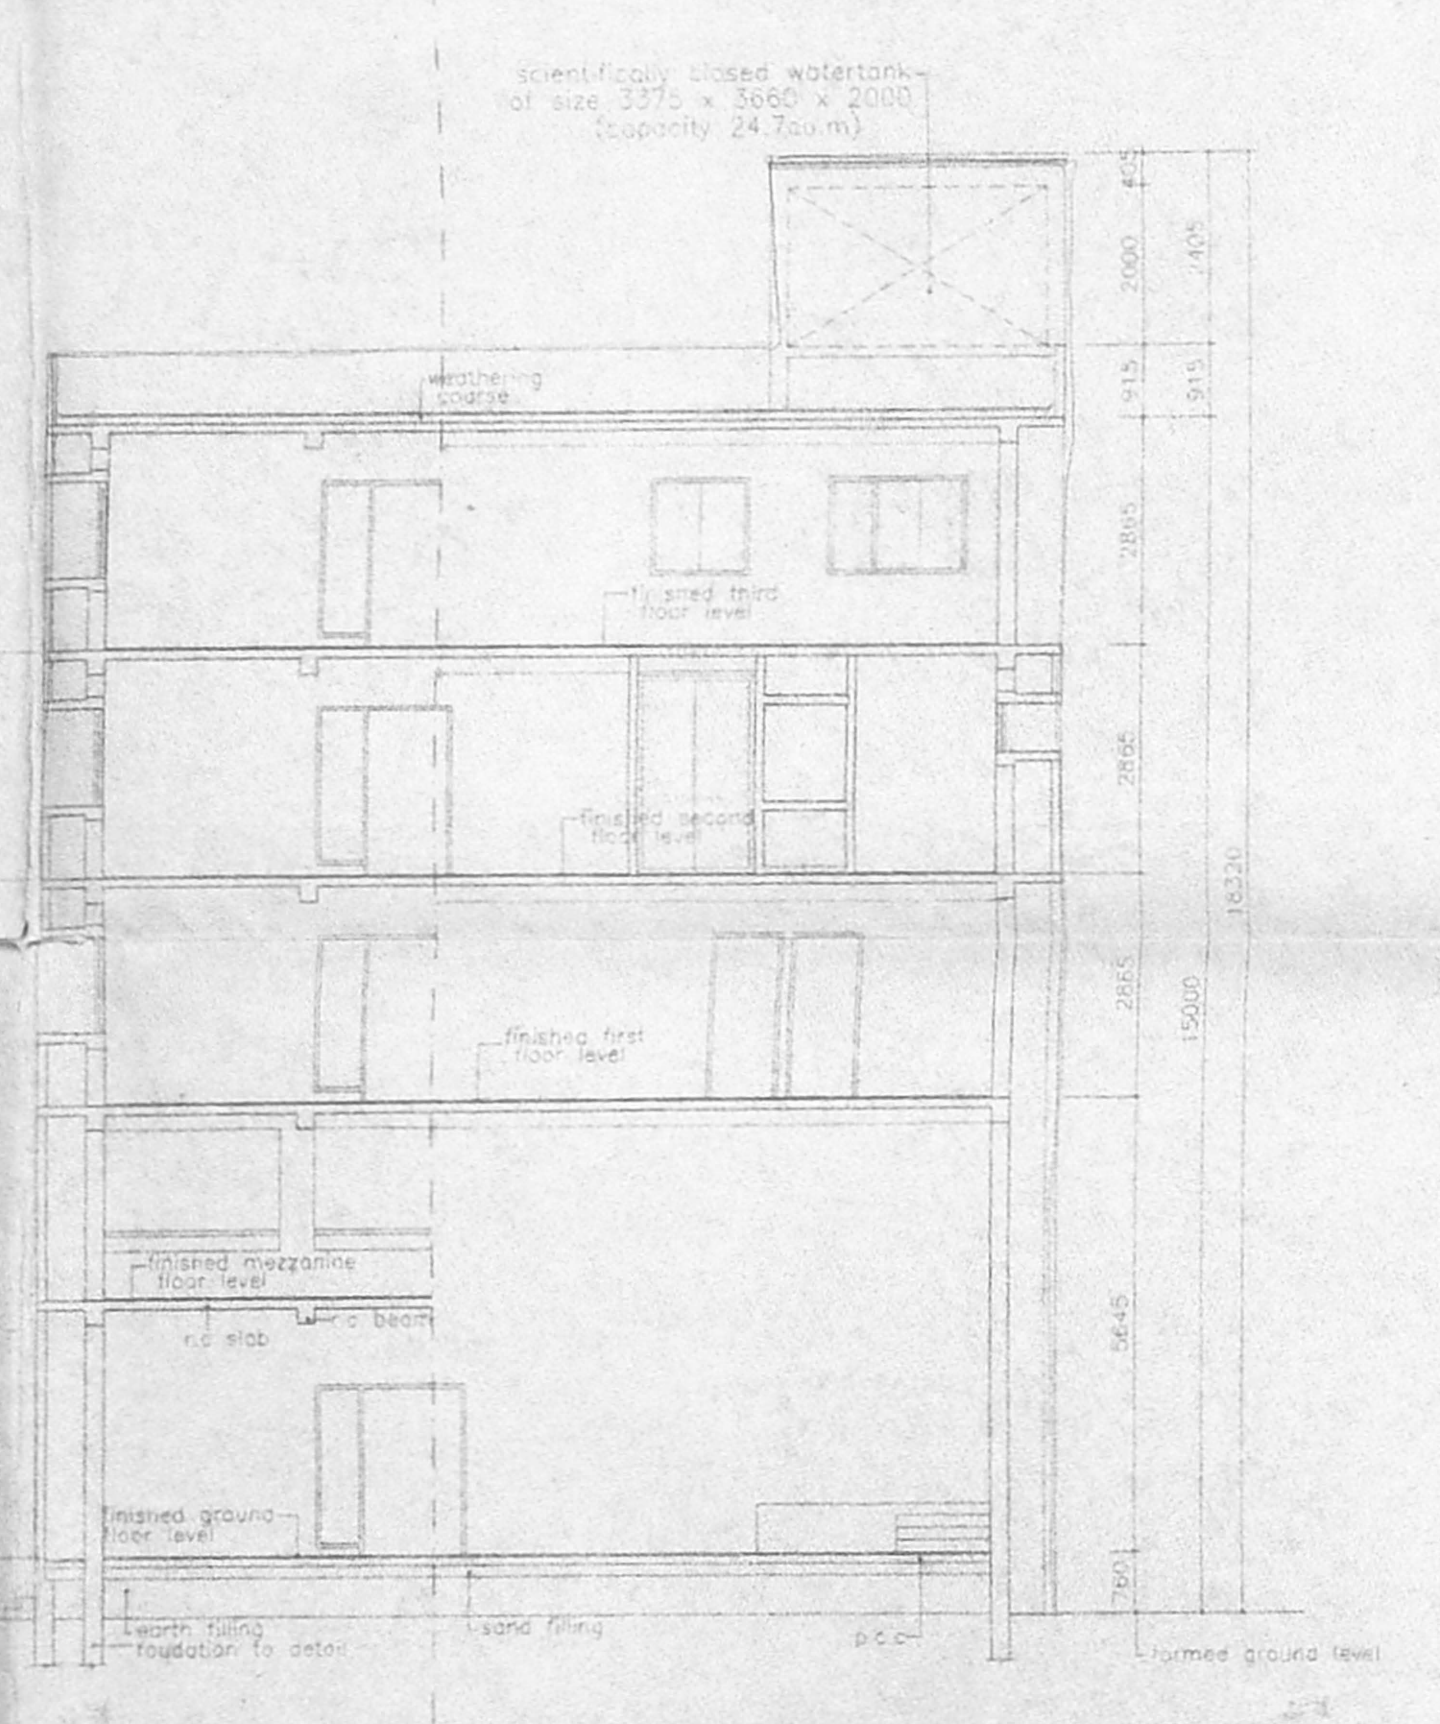 scientifically closed watertank
of size 3375 x 3660 x 2000
(capacity 24.7cu.m)
405
2000
2405
915
915
weathering
course
2865
finished third
floor level
2865
finished second
floor level
18320
2865
15000
finished first
floor level
finished mezzanine
floor level
r.c beam
r.c slab
5645
finished ground
floor level
760
earth filling
foudation to detail
sand filling
p.c.c
formed ground level